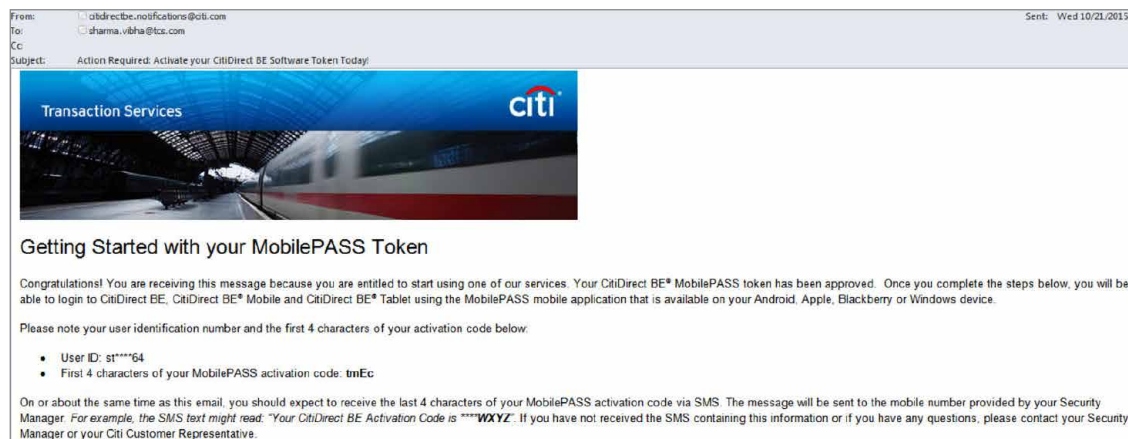 From: citidirectbe.notifications@citi.com Sent: Wed 10/21/2015
To: sharma.vibha@tcs.com
Cc
Subject: Action Required: Activate your CitiDirect BE Software Token Today!
Transaction Services
citi
Getting Started with your MobilePASS Token
Congratulations! You are receiving this message because you are entitled to start using one of our services. Your CitiDirect BE® MobilePASS token has been approved. Once you complete the steps below, you will be
able to login to CitiDirect BE, CitiDirect BE® Mobile and CitiDirect BE® Tablet using the MobilePASS mobile application that is available on your Android, Apple, Blackberry or Windows device.
Please note your user identification number and the first 4 characters of your activation code below:
• User ID: st****64
• First 4 characters of your MobilePASS activation code: tmEc
On or about the same time as this email, you should expect to receive the last 4 characters of your MobilePASS activation code via SMS. The message will be sent to the mobile number provided by your Security
Manager. For example, the SMS text might read: "Your CitiDirect BE Activation Code is ****WXYZ". If you have not received the SMS containing this information or if you have any questions, please contact your Security
Manager or your Citi Customer Representative.